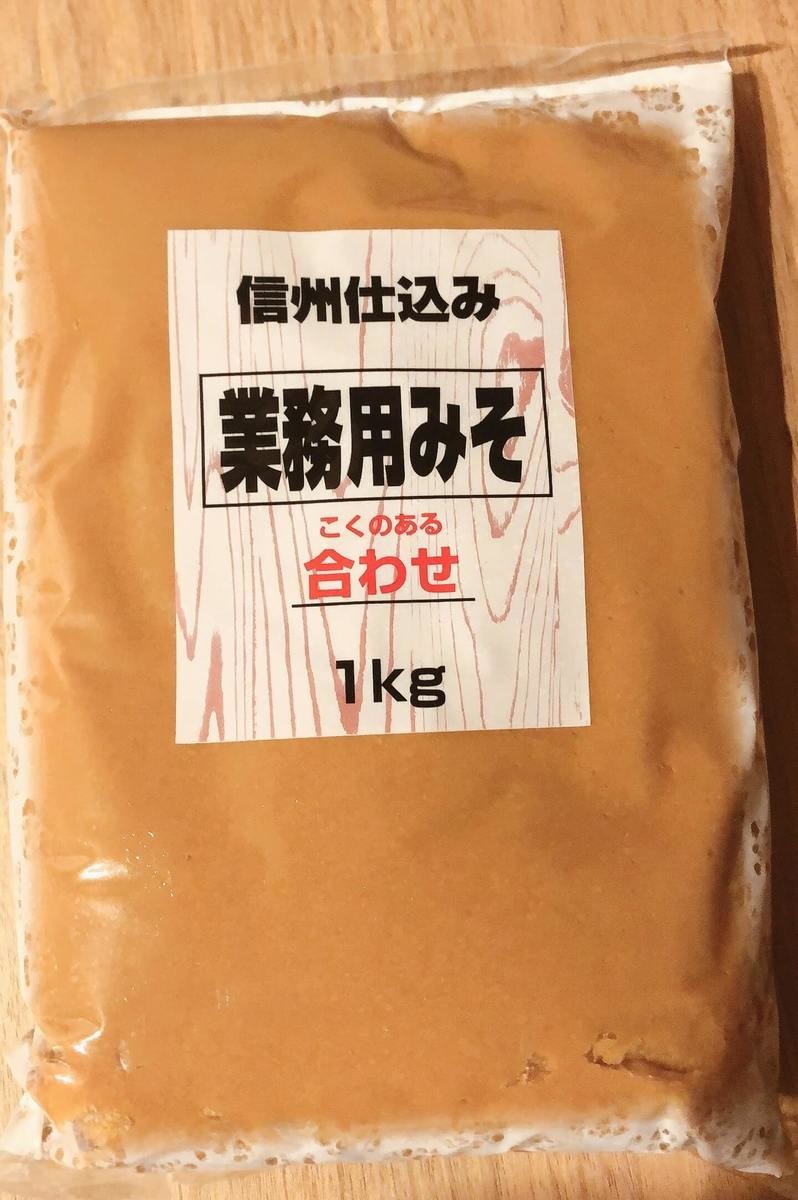 信州仕込み
業務用みそ
こくのある
合わせ
1kg